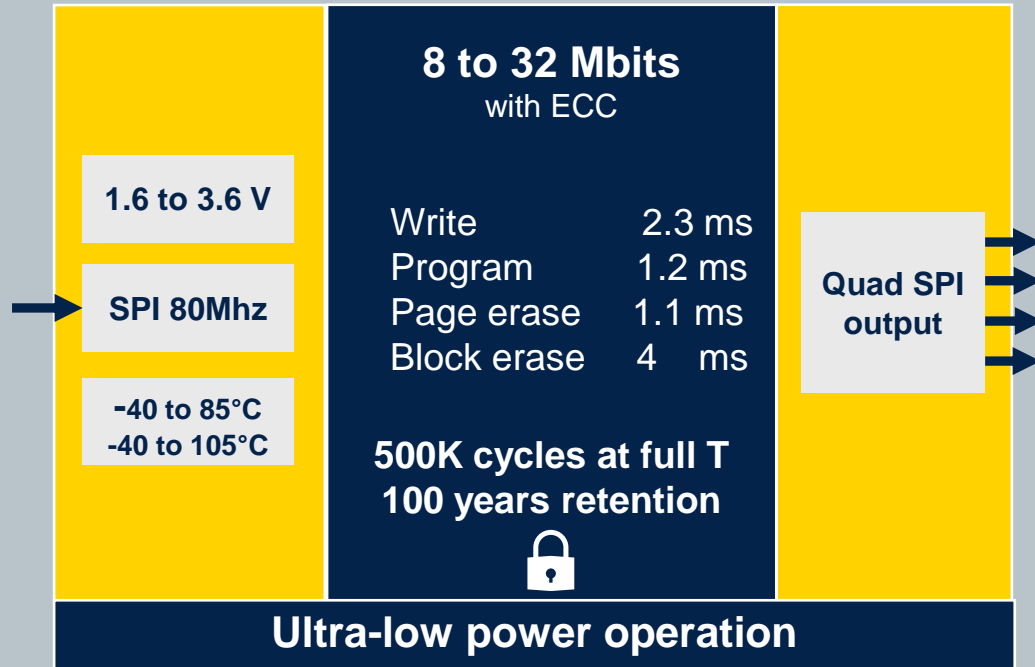 1.6 to 3.6 V
SPI 80Mhz
-40 to 85°C
-40 to 105°C
8 to 32 Mbits
with ECC
Write 2.3 ms
Program 1.2 ms
Page erase 1.1 ms
Block erase 4 ms
500K cycles at full T
100 years retention
Quad SPI
output
Ultra-low power operation